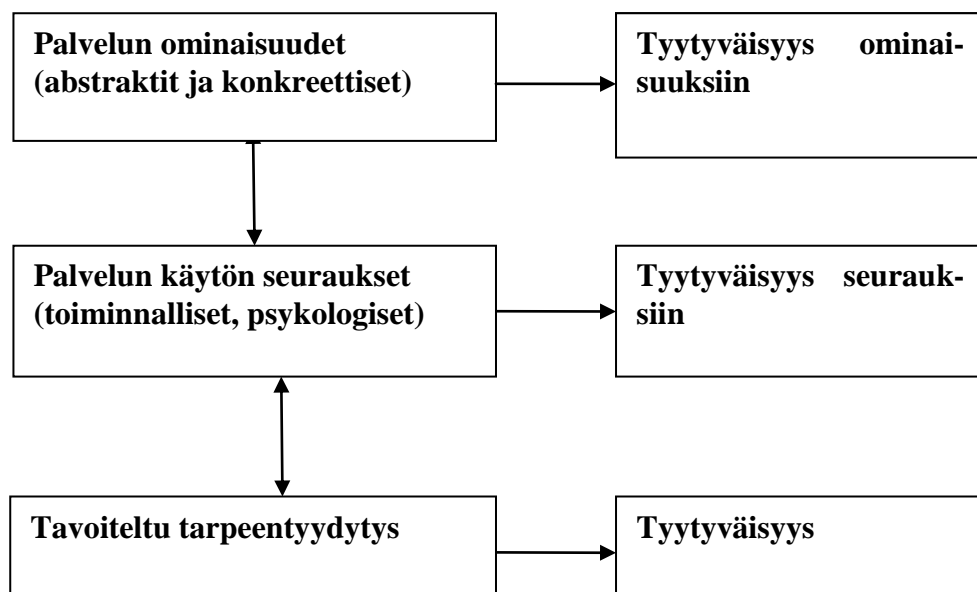 Palvelun ominaisuudet
(abstraktit ja konkreettiset)
Tyytyväisyys ominai-
suuksiin
Palvelun käytön seuraukset
(toiminnalliset, psykologiset)
Tyytyväisyys seurauk-
siin
Tavoiteltu tarpeentyydytys
Tyytyväisyys